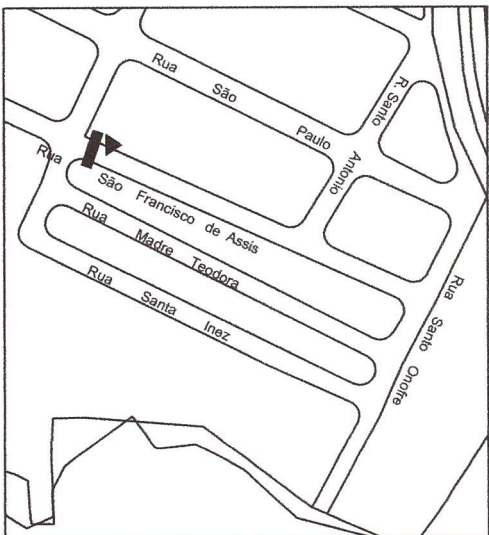 Rua São Paulo
R. Santo Antonio
Rua São Francisco de Assis
Rua Madre Teodora
Rua Santa Inez
Rua Santo Onofre